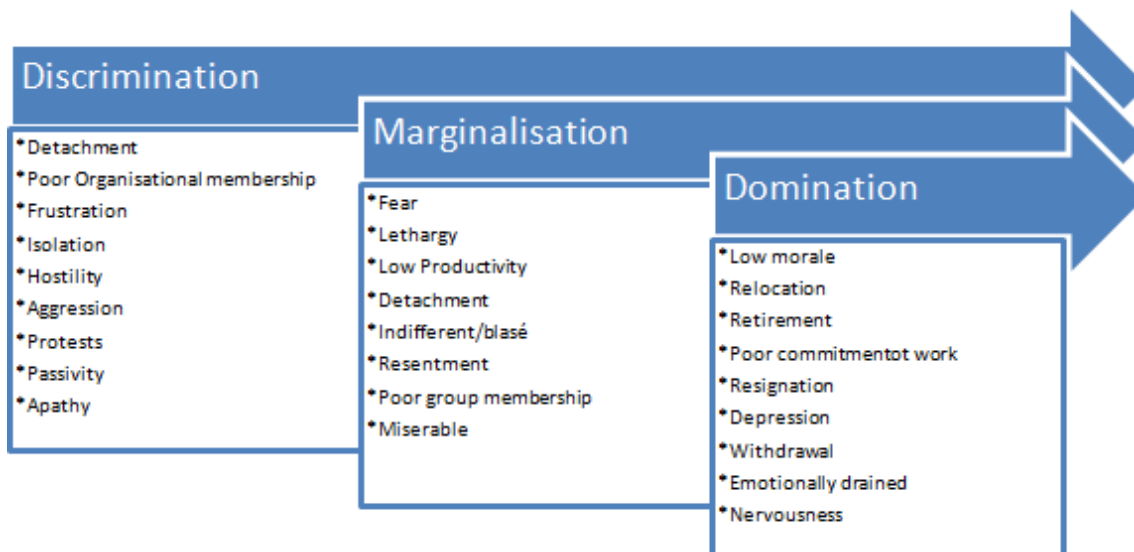 Discrimination
*Detachment
*Poor Organisational membership
*Frustration
*Isolation
*Hostility
*Aggression
*Protests
*Passivity
*Apathy
Marginalisation
*Fear
*Lethargy
*Low Productivity
*Detachment
*Indifferent/blasé
*Resentment
*Poor group membership
*Miserable
Domination
*Low morale
*Relocation
*Retirement
*Poor commitmentot work
*Resignation
*Depression
*Withdrawal
*Emotionally drained
*Nervousness